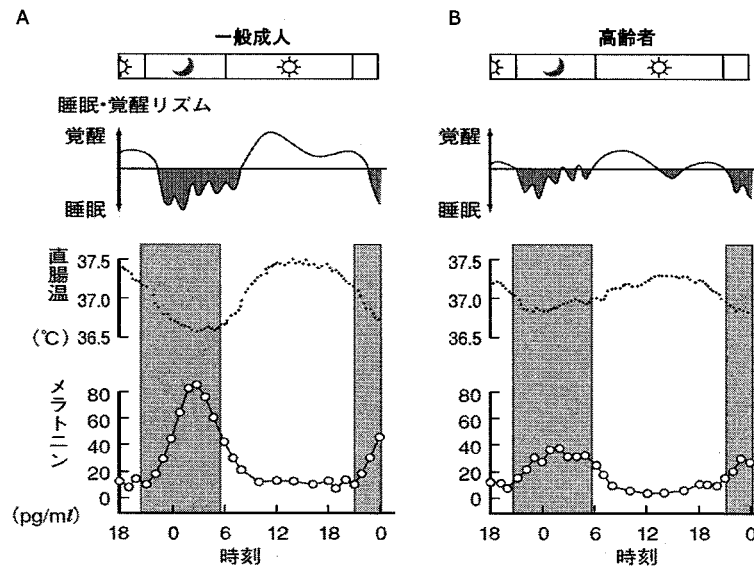 A
一般成人
睡眠・覚醒リズム
覚醒
睡眠
直腸温
(℃)
37.5
37.0
36.5
メラトニン
(pg/mℓ)
80
60
40
20
0
18 0 6 12 18 0
時刻
B
高齢者
覚醒
睡眠
37.5
37.0
36.5
80
60
40
20
0
18 0 6 12 18 0
時刻